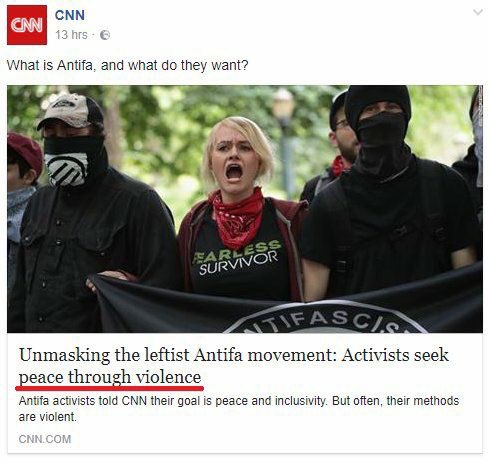 CNN
CNN
13 hrs ·
What is Antifa, and what do they want?
FEARLESS
SURVIVOR
Unmasking the leftist Antifa movement: Activists seek
peace through violence
Antifa activists told CNN their goal is peace and inclusivity. But often, their methods
are violent.
CNN.COM